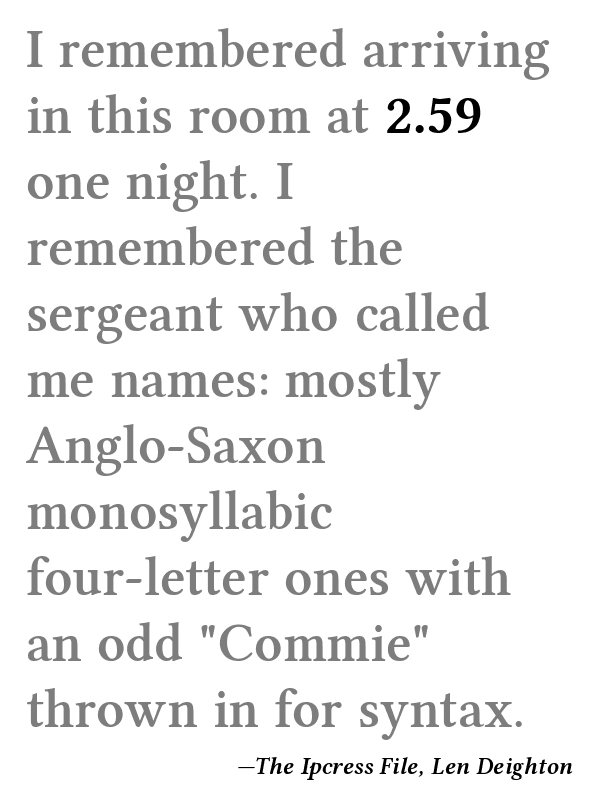 I remembered arriving
in this room at 2.59
one night. I
remembered the
sergeant who called
me names: mostly
Anglo-Saxon
monosyllabic
four-letter ones with
an odd "Commie"
thrown in for syntax.
—The Ipcress File, Len Deighton